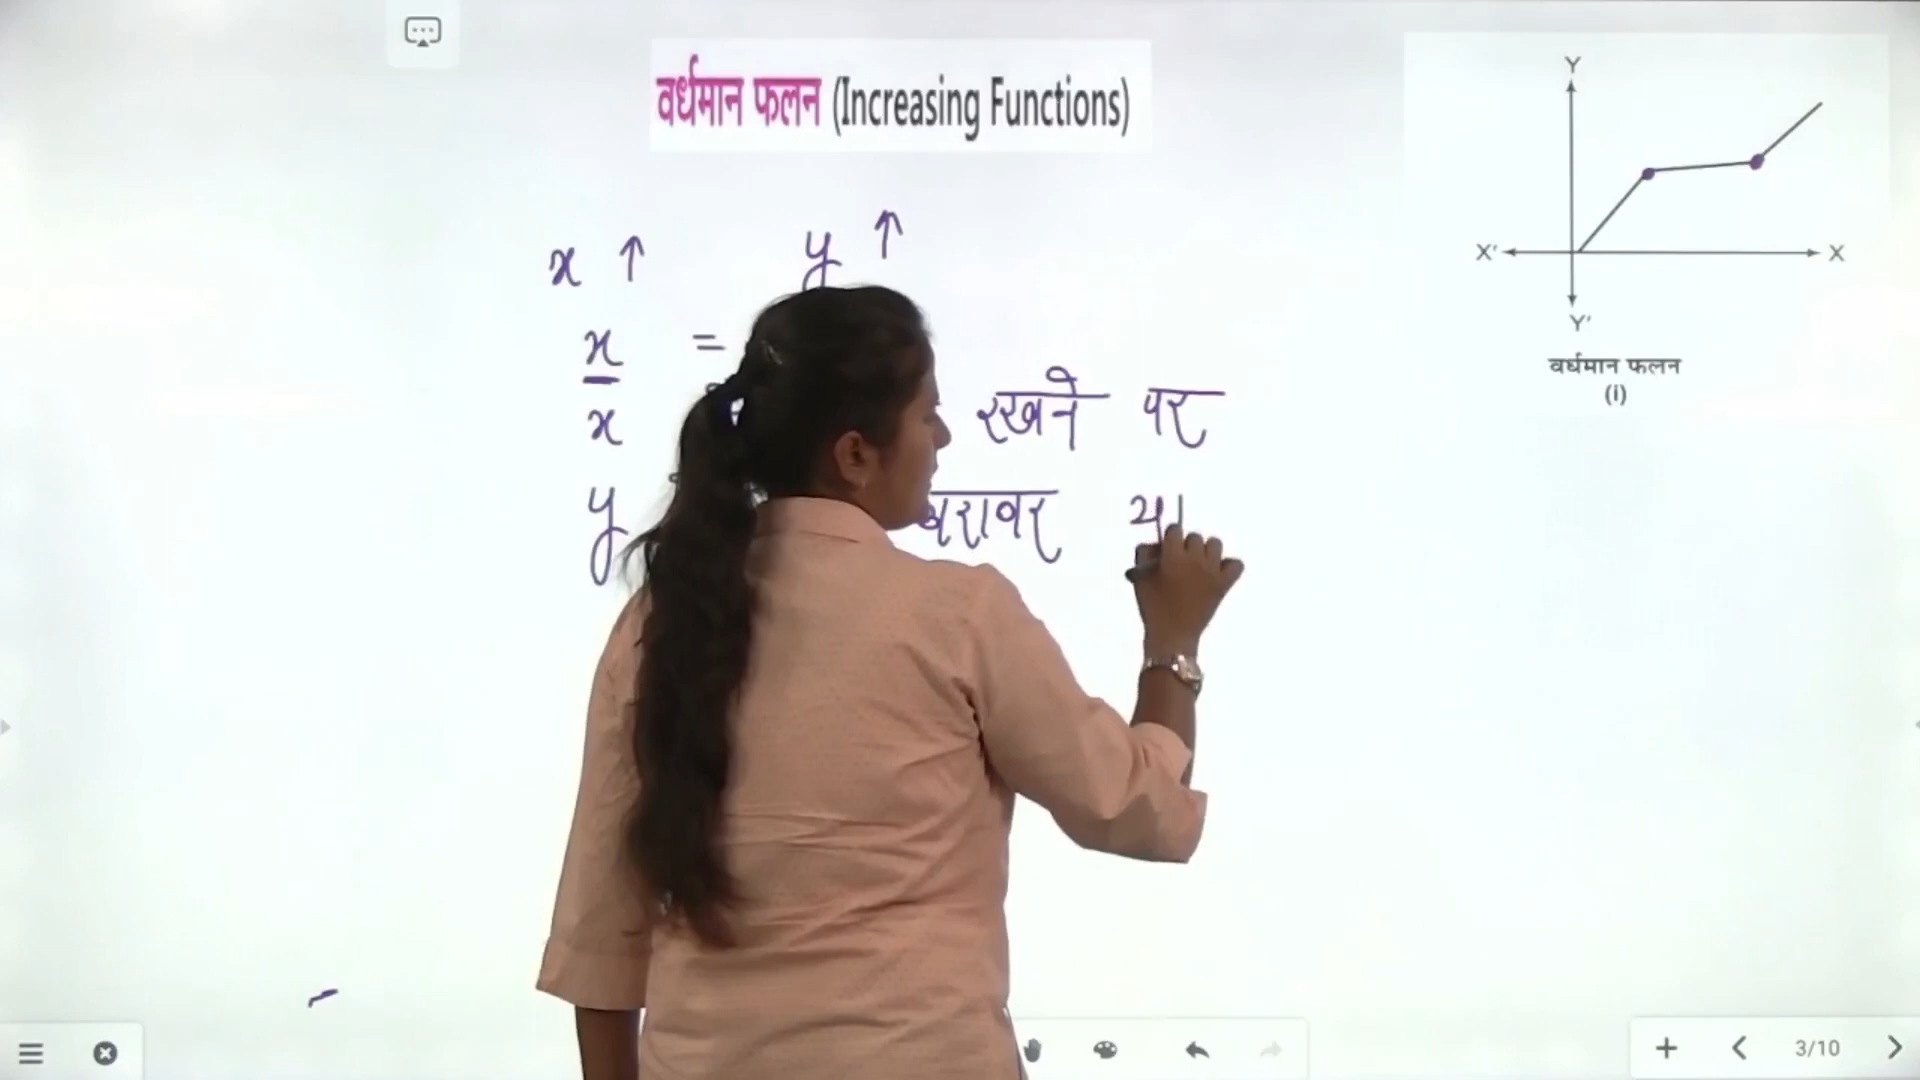 वर्धमान फलन (Increasing Functions)
x ↑ y ↑
x =
x रखने पर
y बराबर या
Y
X' X
Y'
वर्धमान फलन
(i)
3/10